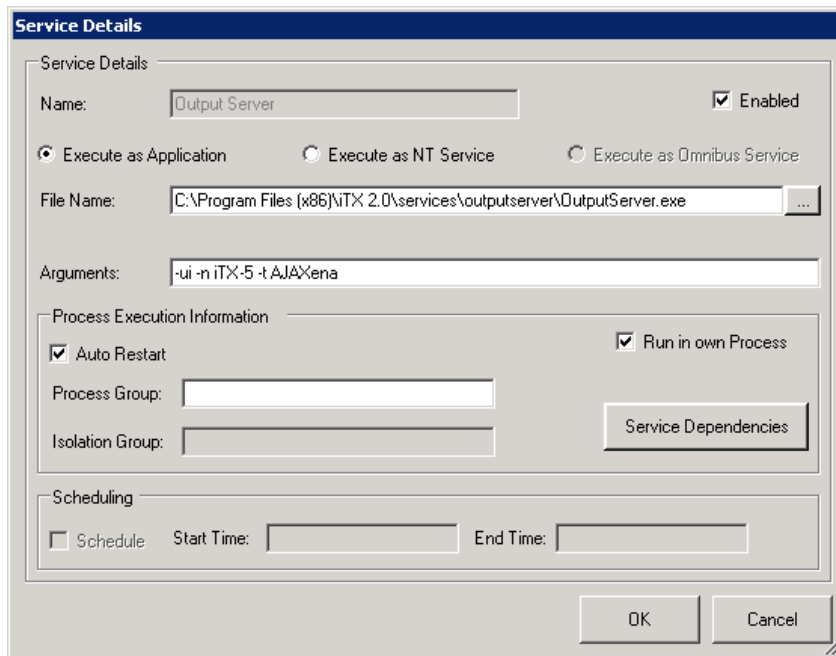 Service Details
Service Details
Name: Output Server Enabled
Execute as Application Execute as NT Service Execute as Omnibus Service
File Name: C:\Program Files (x86)\iTX 2.0\services\outputserver\OutputServer.exe ...
Arguments: -ui -n iTX-5 -t AJAXena
Process Execution Information
Auto Restart Run in own Process
Process Group:
Isolation Group: Service Dependencies
Scheduling
Schedule Start Time: End Time:
OK Cancel